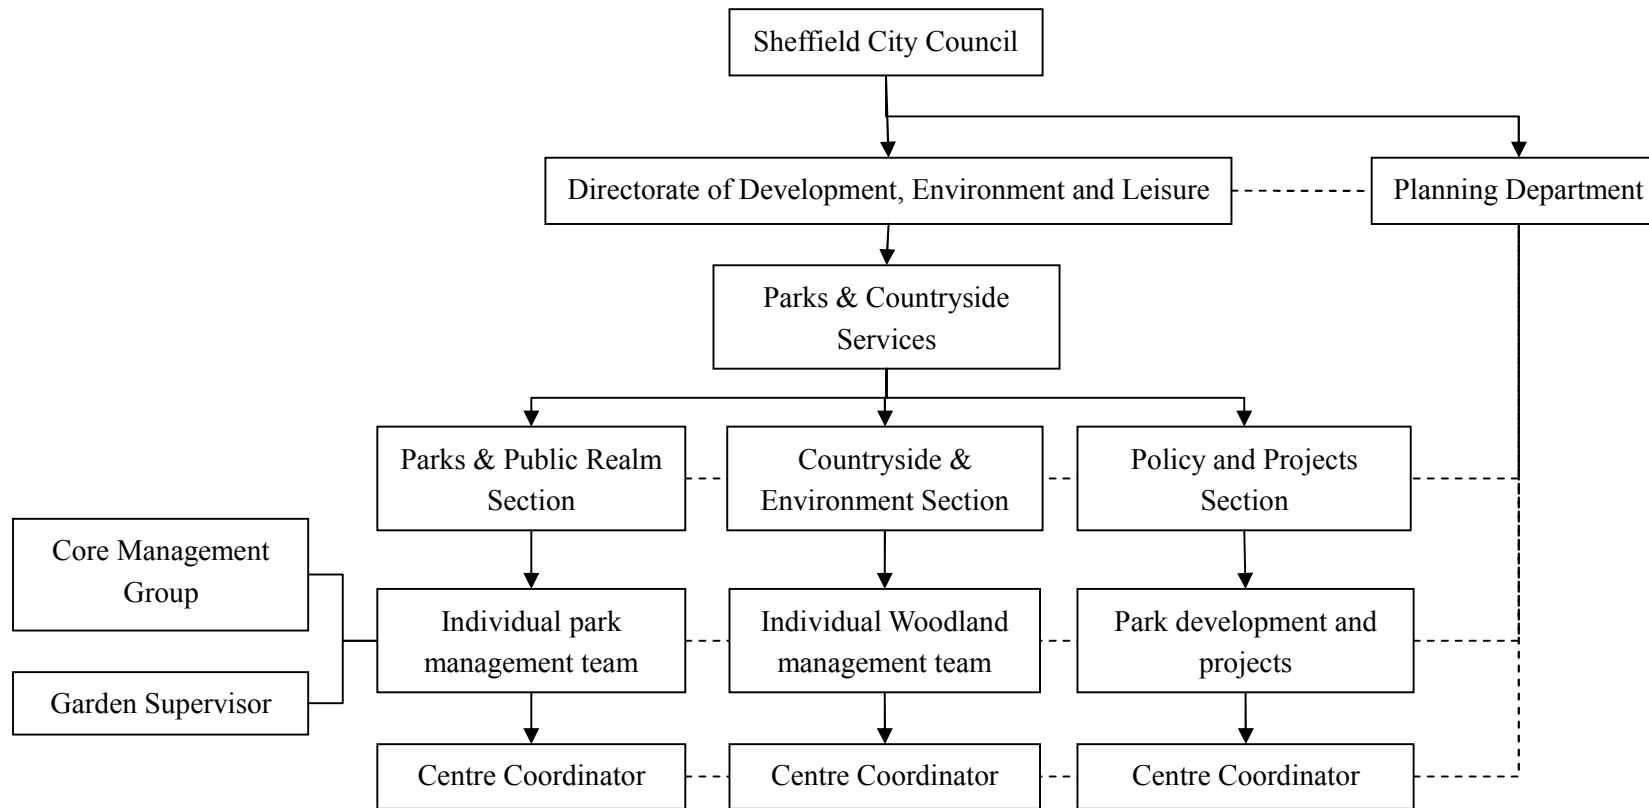 Sheffield City Council
Directorate of Development, Environment and Leisure
Planning Department
Parks & Countryside
Services
Parks & Public Realm
Section
Countryside &
Environment Section
Policy and Projects
Section
Core Management
Group
Garden Supervisor
Individual park
management team
Individual Woodland
management team
Park development and
projects
Centre Coordinator
Centre Coordinator
Centre Coordinator